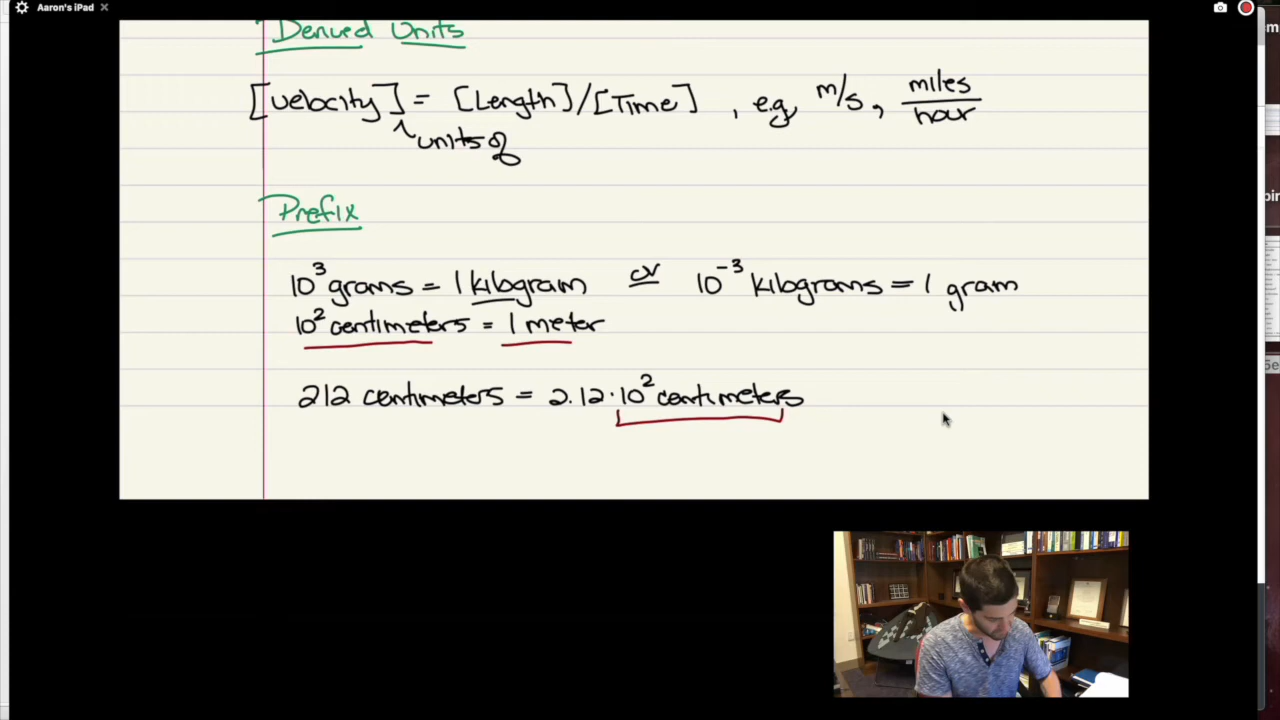 Aaron's iPad
Derived Units
[Velocity] = [Length]/[Time], e.g. m/s, miles/hour
units of
Prefix
10³ grams = 1 kilogram or 10⁻³ kilograms = 1 gram
10² centimeters = 1 meter
212 centimeters = 2.12 · 10² centimeters